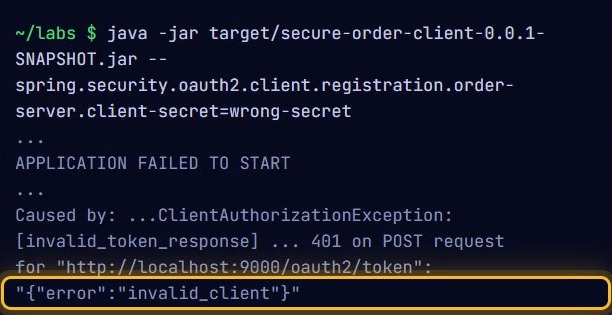 ~/labs $ java -jar target/secure-order-client-0.0.1-
SNAPSHOT.jar --
spring.security.oauth2.client.registration.order-
server.client-secret=wrong-secret
...
APPLICATION FAILED TO START
...
Caused by: ...ClientAuthorizationException:
[invalid_token_response] ... 401 on POST request
for "http://localhost:9000/oauth2/token":
"{"error":"invalid_client"}"